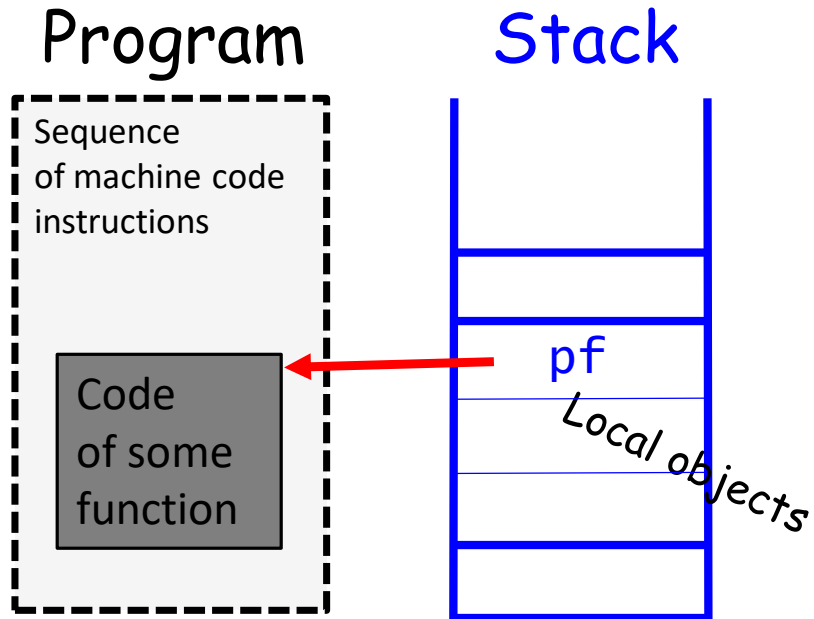 Program
Stack
Sequence
of machine code
instructions
pf
Code
of some
function
Local objects